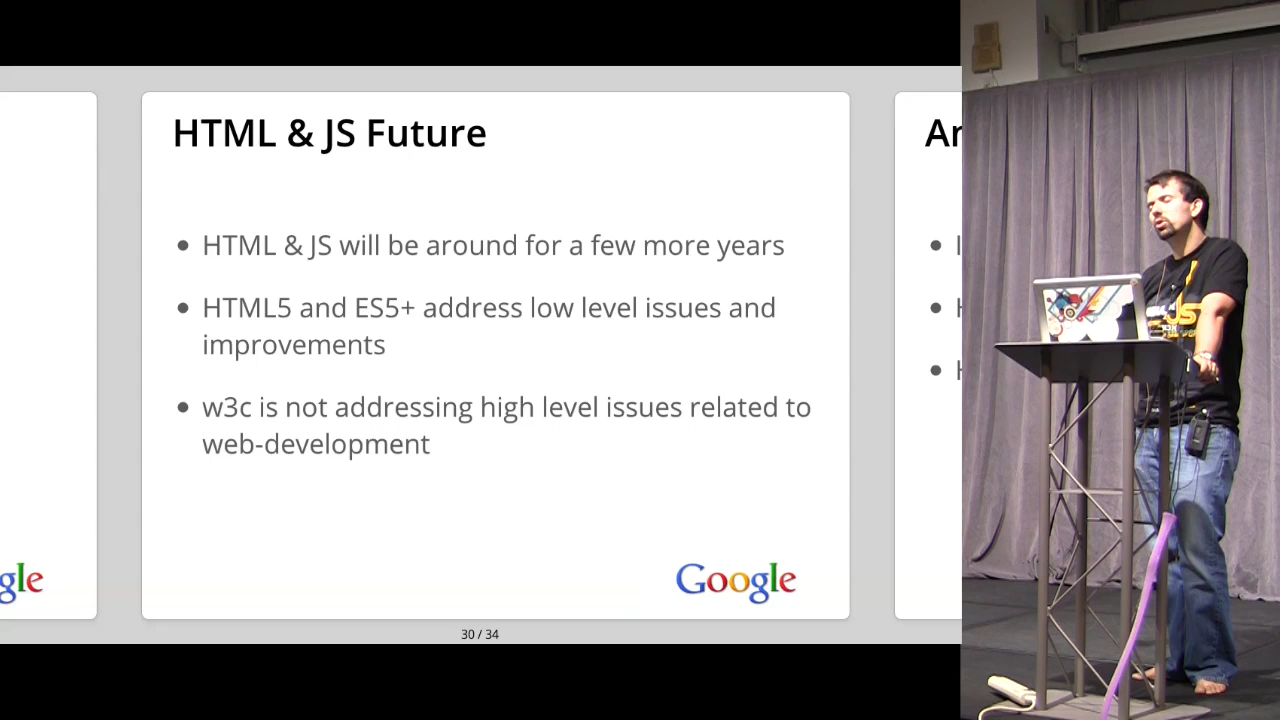 HTML & JS Future
Ar
• HTML & JS will be around for a few more years
• HTML5 and ES5+ address low level issues and
improvements
• w3c is not addressing high level issues related to
web-development
gle
Google
30 / 34
JS